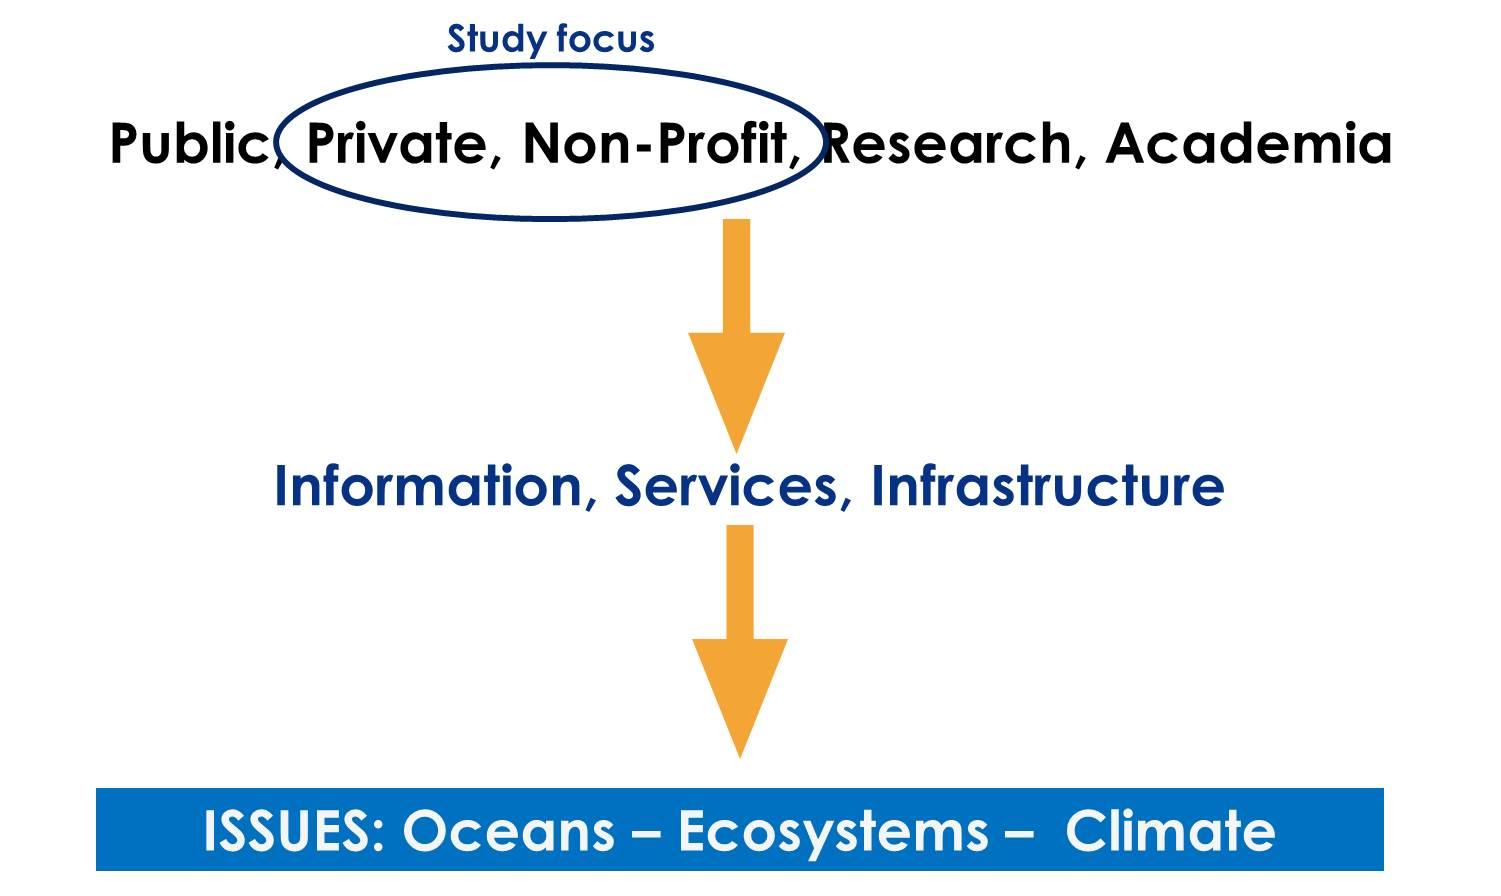 Study focus
Public, Private, Non-Profit, Research, Academia
Information, Services, Infrastructure
ISSUES: Oceans – Ecosystems –  Climate